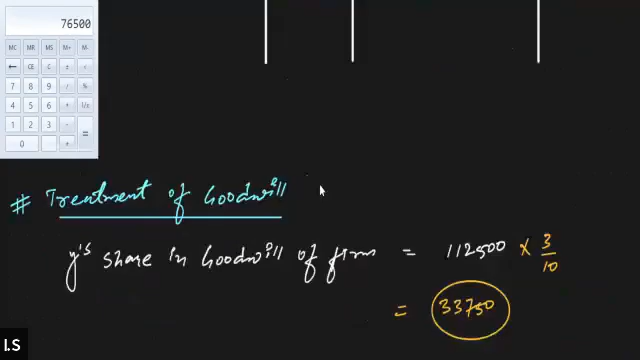 76500
MC MR MS M+ M-
← CE C ± √
7 8 9 / %
4 5 6 * 1/x
1 2 3 - =
0 . +
# Treatment of Goodwill
y's share in Goodwill of firm = 112500 × 3/10
= 33750
I.S